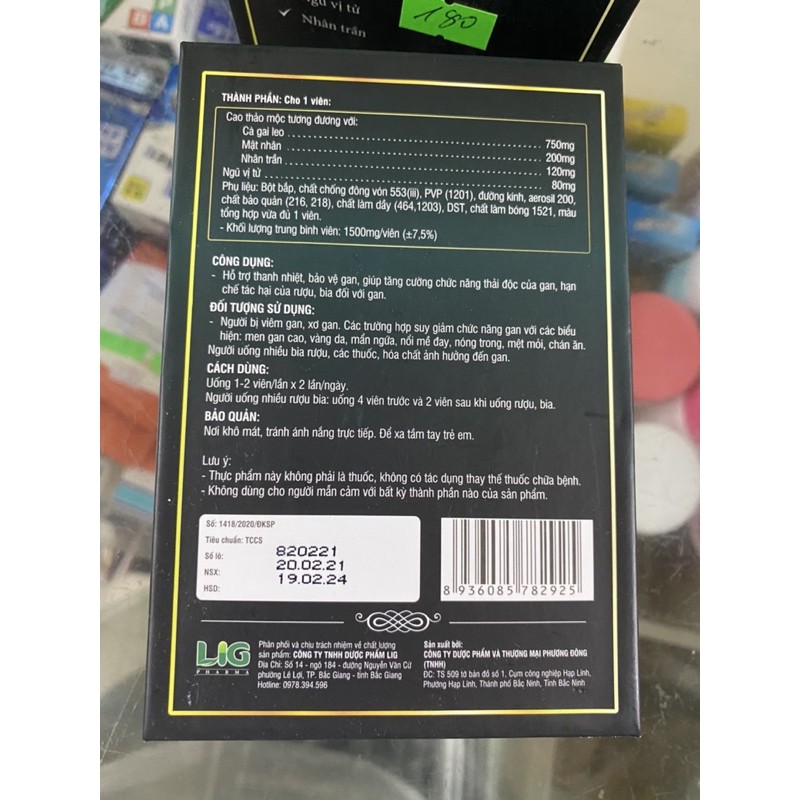 Ngũ vị tử
Nhân trần
180
THÀNH PHẦN: Cho 1 viên:
Cao thảo mộc tương đương với:
Cà gai leo 750mg
Mật nhân 200mg
Nhân trần 120mg
Ngũ vị tử 80mg
Phụ liệu: Bột bắp, chất chống đông vón 553(iii), PVP (1201), đường kính, aerosil 200,
chất bảo quản (216, 218), chất làm dầy (464,1203), DST, chất làm bóng 1521, màu
tổng hợp vừa đủ 1 viên.
- Khối lượng trung bình viên: 1500mg/viên (±7,5%)
CÔNG DỤNG:
- Hỗ trợ thanh nhiệt, bảo vệ gan, giúp tăng cường chức năng thải độc của gan, hạn
chế tác hại của rượu, bia đối với gan.
ĐỐI TƯỢNG SỬ DỤNG:
- Người bị viêm gan, xơ gan. Các trường hợp suy giảm chức năng gan với các biểu
hiện: men gan cao, vàng da, mẩn ngứa, nổi mề đay, nóng trong, mệt mỏi, chán ăn.
Người uống nhiều bia rượu, các thuốc, hóa chất ảnh hưởng đến gan.
CÁCH DÙNG:
Uống 1-2 viên/lần x 2 lần/ngày.
Người uống nhiều rượu bia: uống 4 viên trước và 2 viên sau khi uống rượu, bia.
BẢO QUẢN:
Nơi khô mát, tránh ánh nắng trực tiếp. Để xa tầm tay trẻ em.
Lưu ý:
- Thực phẩm này không phải là thuốc, không có tác dụng thay thế thuốc chữa bệnh.
- Không dùng cho người mẫn cảm với bất kỳ thành phần nào của sản phẩm.
Số: 1418/2020/ĐKSP
Tiêu chuẩn: TCCS
Số lô: 820221
NSX: 20.02.21
HSD: 19.02.24
8 936085 782925
LIG
PHARMA
Phân phối và chịu trách nhiệm về chất lượng
sản phẩm: CÔNG TY TNHH DƯỢC PHẨM LIG
Địa Chỉ: Số 14 - ngõ 184 - đường Nguyễn Văn Cừ
phường Lê Lợi, TP. Bắc Giang - tỉnh Bắc Giang
Hotline: 0978.394.596
Sản xuất bởi:
CÔNG TY DƯỢC PHẨM VÀ THƯƠNG MẠI PHƯƠNG ĐÔNG
(TNHH)
ĐC: TS 509 tờ bản đồ số 1, Cụm công nghiệp Hạp Lĩnh,
Phường Hạp Lĩnh, Thành phố Bắc Ninh, Tỉnh Bắc Ninh